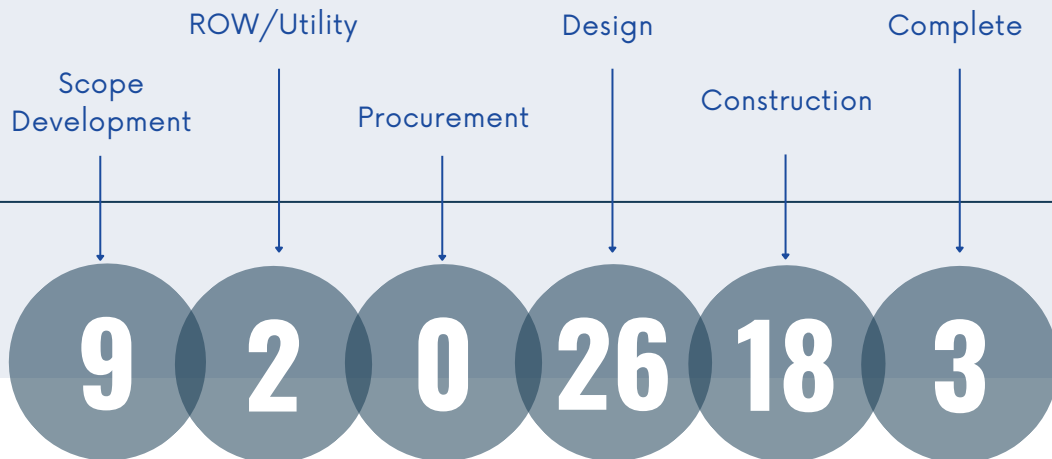 ROW/Utility
Design
Complete
Scope
Development
Procurement
Construction
9
2
0
26
18
3